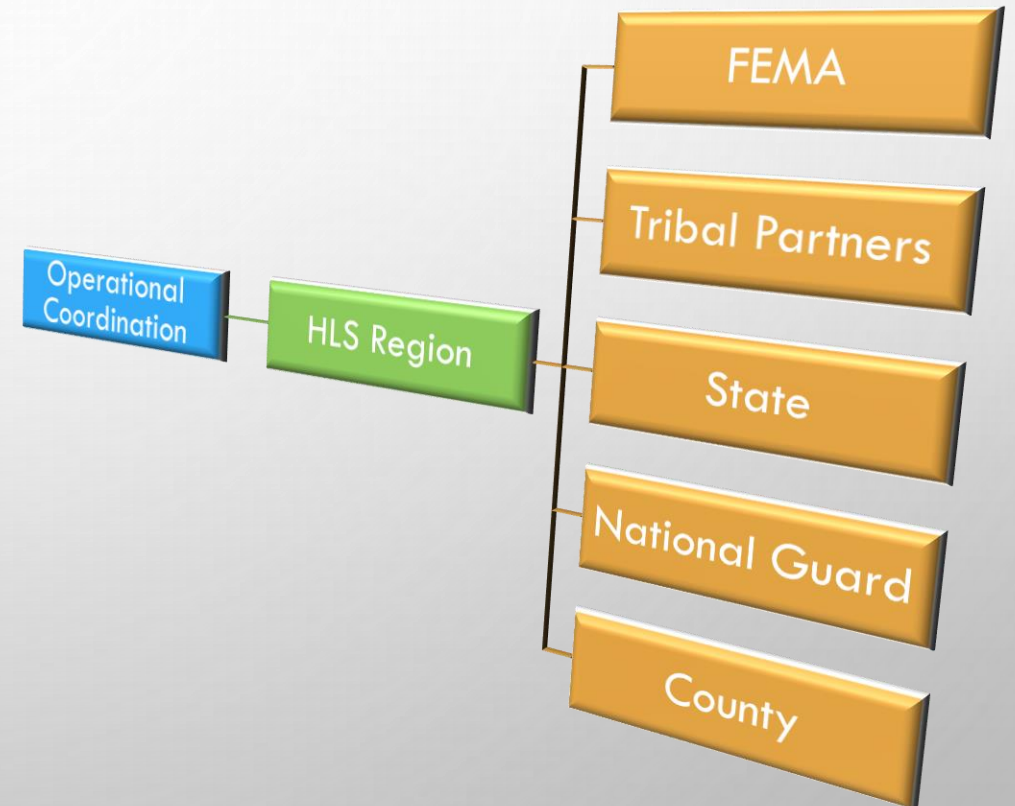 Operational
Coordination
HLS Region
FEMA
Tribal Partners
State
National Guard
County